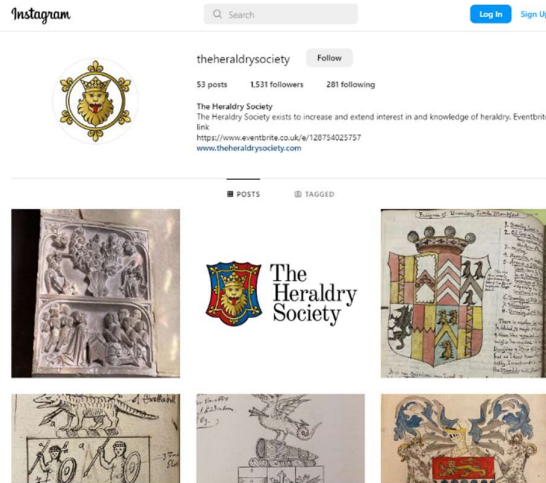 Instagram
Search
Log In
Sign
theheraldrysociety
Follow
53 posts 1,531 followers 281 following
The Heraldry Society
The Heraldry Society exists to increase and extend interest in and knowledge of heraldry. Eventbrite
link
https://www.eventbrite.co.uk/e/128754025757
www.theheraldrysociety.com
POSTS
TAGGED
The
Heraldry
Society